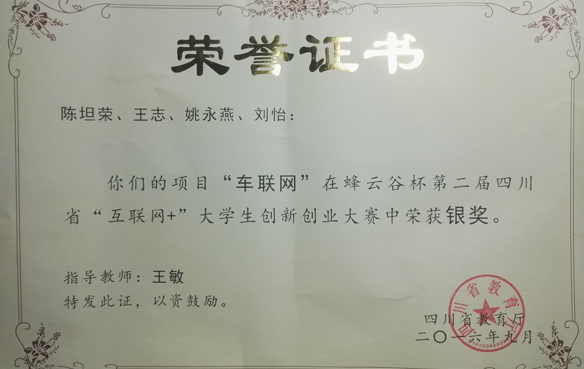 荣誉证书
陈坦荣、王志、姚永燕、刘怡：
你们的项目“车联网”在蜂云谷杯第二届四川
省“互联网+”大学生创新创业大赛中荣获银奖。
指导教师：王敏
特发此证，以资鼓励。
四川省教育厅
四川省教育厅
二〇一六年九月